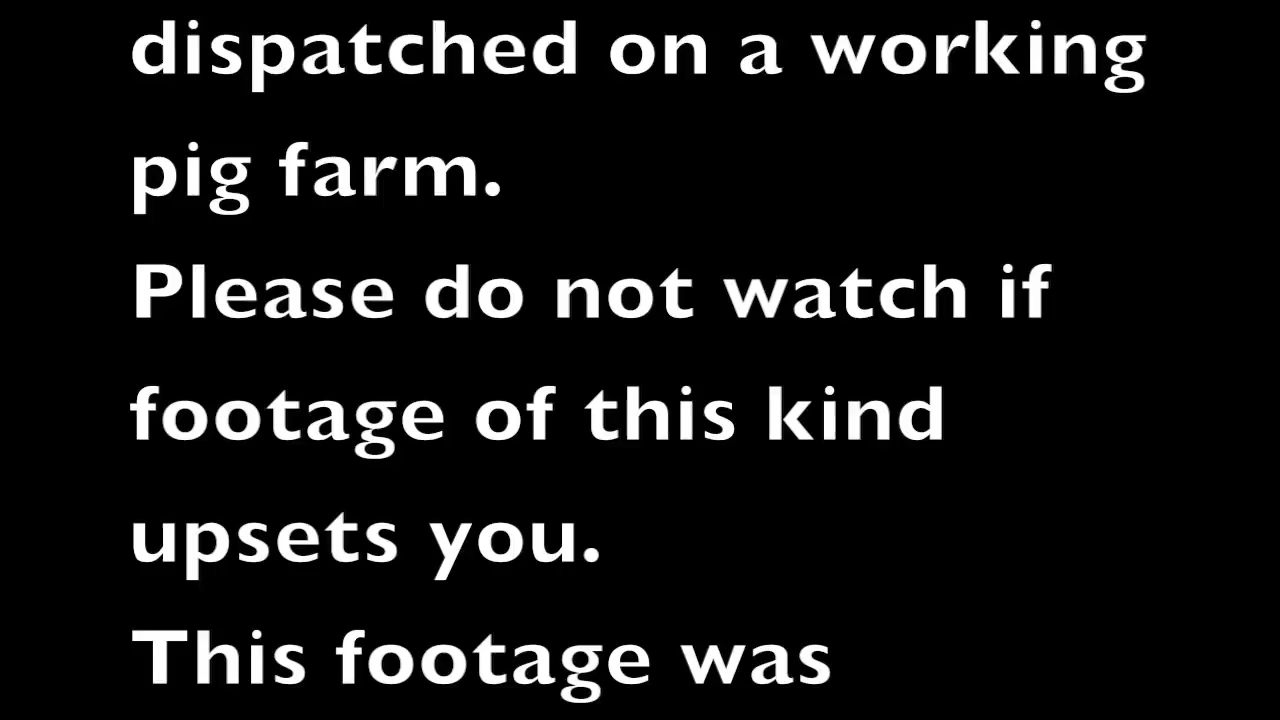 dispatched on a working
pig farm.
Please do not watch if
footage of this kind
upsets you.
This footage was